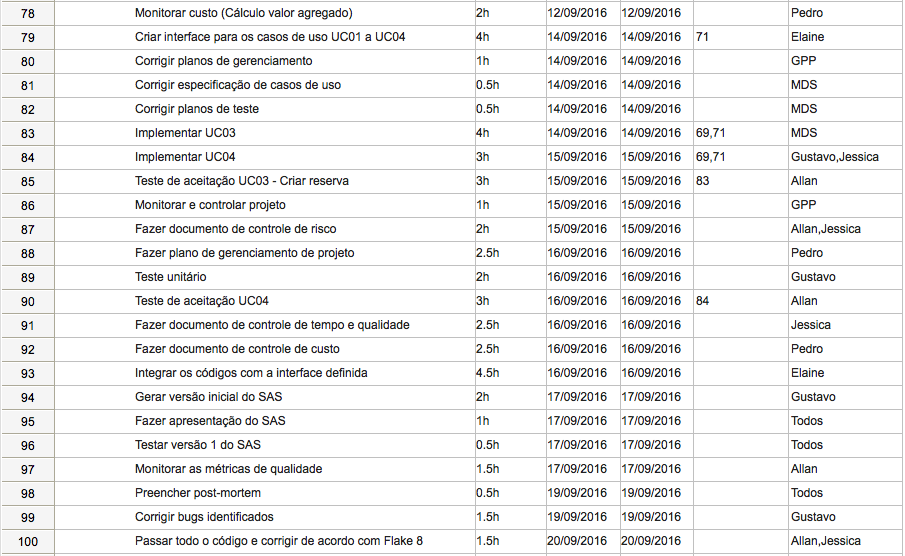 78 Monitorar custo (Cálculo valor agregado) 2h 12/09/2016 12/09/2016 Pedro
79 Criar interface para os casos de uso UC01 a UC04 4h 14/09/2016 14/09/2016 71 Elaine
80 Corrigir planos de gerenciamento 1h 14/09/2016 14/09/2016 GPP
81 Corrigir especificação de casos de uso 0.5h 14/09/2016 14/09/2016 MDS
82 Corrigir planos de teste 0.5h 14/09/2016 14/09/2016 MDS
83 Implementar UC03 4h 14/09/2016 14/09/2016 69,71 MDS
84 Implementar UC04 3h 15/09/2016 15/09/2016 69,71 Gustavo,Jessica
85 Teste de aceitação UC03 - Criar reserva 3h 15/09/2016 15/09/2016 83 Allan
86 Monitorar e controlar projeto 1h 15/09/2016 15/09/2016 GPP
87 Fazer documento de controle de risco 2h 15/09/2016 15/09/2016 Allan,Jessica
88 Fazer plano de gerenciamento de projeto 2.5h 16/09/2016 16/09/2016 Pedro
89 Teste unitário 2h 16/09/2016 16/09/2016 Gustavo
90 Teste de aceitação UC04 3h 16/09/2016 16/09/2016 84 Allan
91 Fazer documento de controle de tempo e qualidade 2.5h 16/09/2016 16/09/2016 Jessica
92 Fazer documento de controle de custo 2.5h 16/09/2016 16/09/2016 Pedro
93 Integrar os códigos com a interface definida 4.5h 16/09/2016 16/09/2016 Elaine
94 Gerar versão inicial do SAS 2h 17/09/2016 17/09/2016 Gustavo
95 Fazer apresentação do SAS 1h 17/09/2016 17/09/2016 Todos
96 Testar versão 1 do SAS 0.5h 17/09/2016 17/09/2016 Todos
97 Monitorar as métricas de qualidade 1.5h 17/09/2016 17/09/2016 Allan
98 Preencher post-mortem 0.5h 19/09/2016 19/09/2016 Todos
99 Corrigir bugs identificados 1.5h 19/09/2016 19/09/2016 Gustavo
100 Passar todo o código e corrigir de acordo com Flake 8 1.5h 20/09/2016 20/09/2016 Allan,Jessica